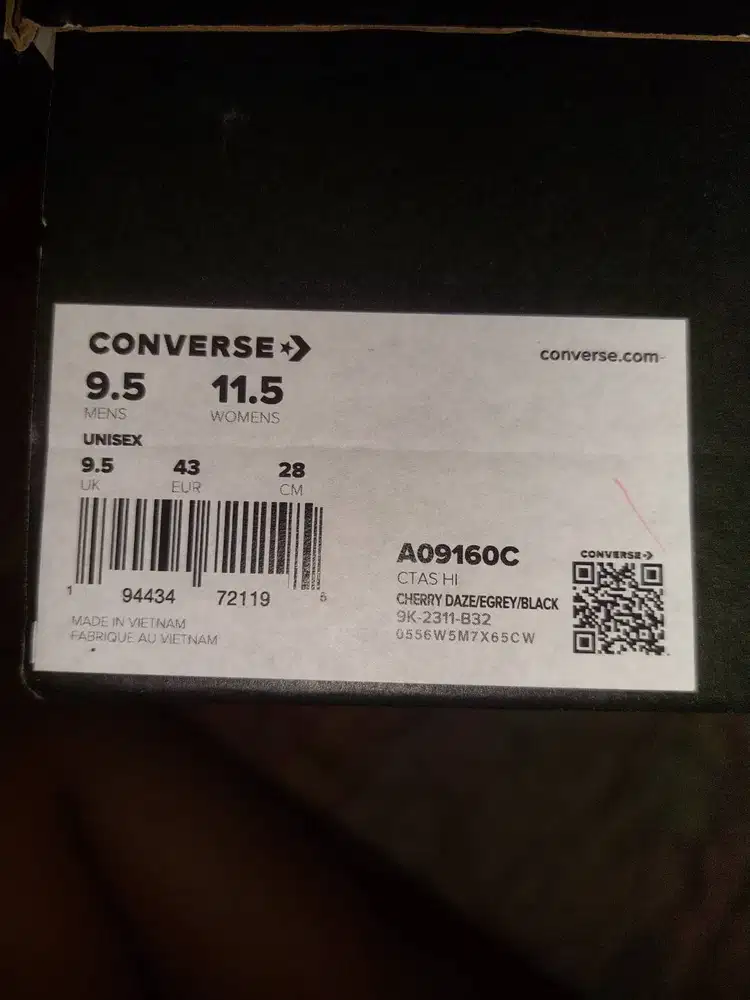 CONVERSE
converse.com
9.5 11.5
MENS WOMENS
UNISEX
9.5 43 28
UK EUR CM
1 94434 72119 5
MADE IN VIETNAM
FABRIQUE AU VIETNAM
A09160C
CTAS HI
CHERRY DAZE/EGREY/BLACK
9K-2311-B32
0556W5M7X65CW
CONVERSE